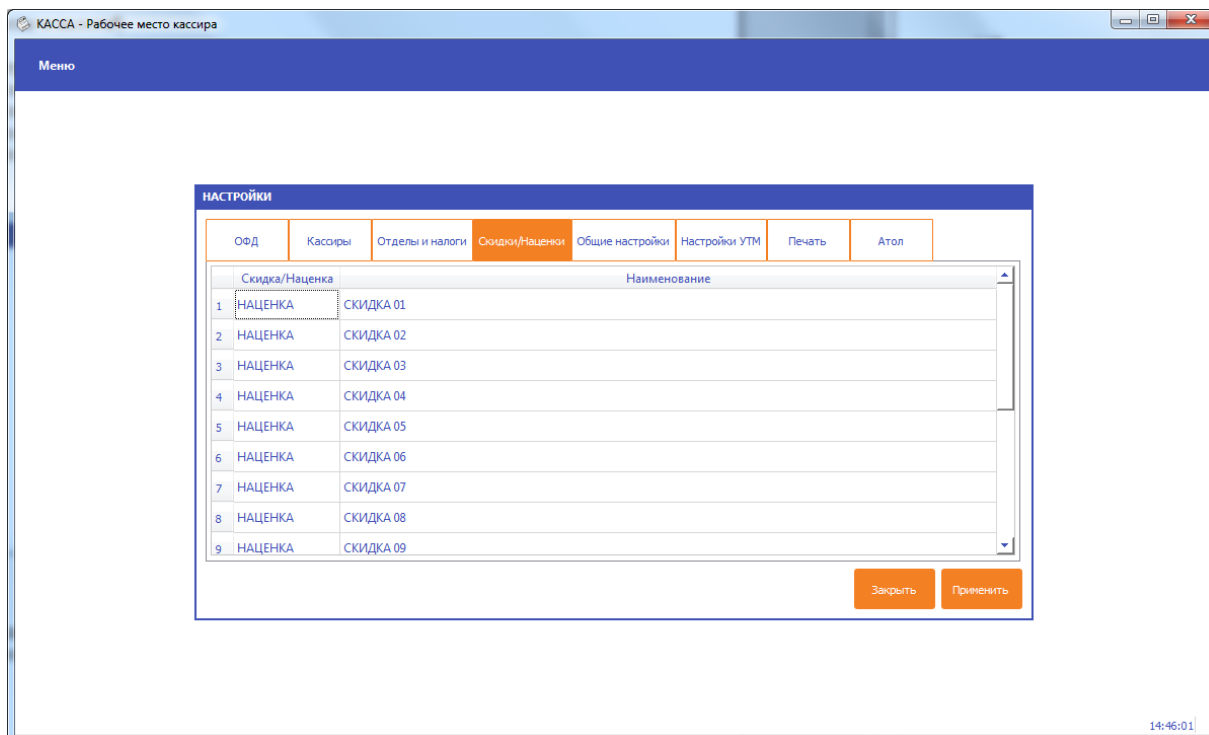 КАССА - Рабочее место кассира
Меню
НАСТРОЙКИ
ОФД Кассиры Отделы и налоги Скидки/Наценки Общие настройки Настройки УТМ Печать Атол
Скидка/Наценка Наименование
1 НАЦЕНКА СКИДКА 01
2 НАЦЕНКА СКИДКА 02
3 НАЦЕНКА СКИДКА 03
4 НАЦЕНКА СКИДКА 04
5 НАЦЕНКА СКИДКА 05
6 НАЦЕНКА СКИДКА 06
7 НАЦЕНКА СКИДКА 07
8 НАЦЕНКА СКИДКА 08
9 НАЦЕНКА СКИДКА 09
Закрыть Применить
14:46:01